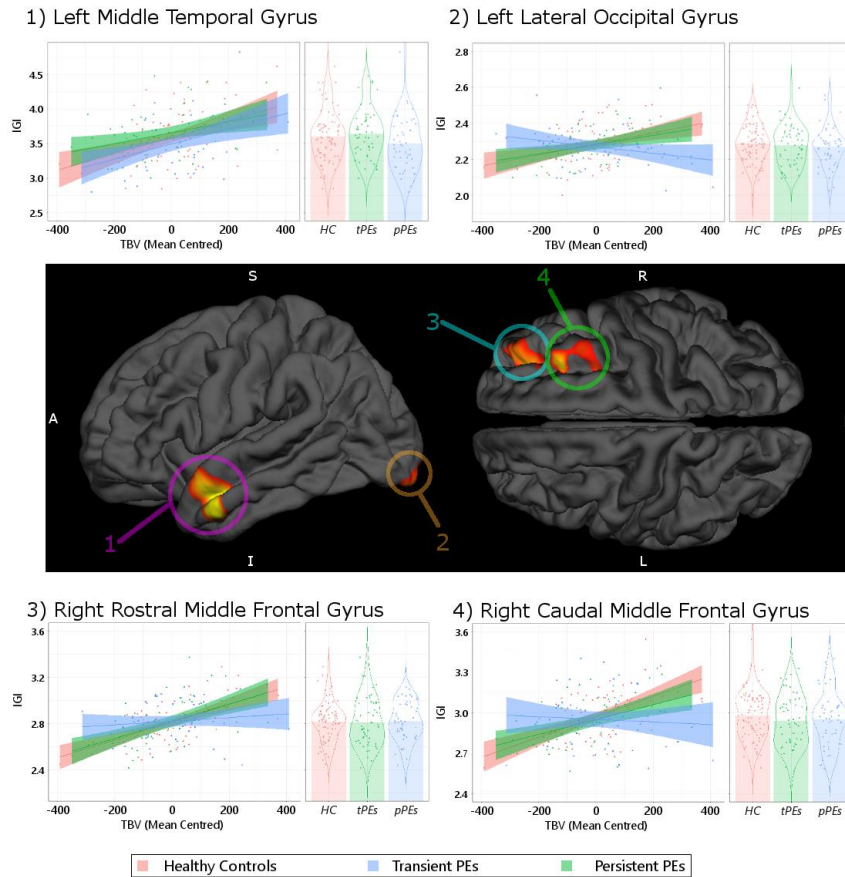 1) Left Middle Temporal Gyrus
2) Left Lateral Occipital Gyrus
lGI
4.5
4.0
3.5
3.0
2.5
-400 -200 0 200 400
TBV (Mean Centred)
HC tPEs pPEs
lGI
2.8
2.6
2.4
2.2
2.0
-400 -200 0 200 400
TBV (Mean Centred)
HC tPEs pPEs
S
R
A
3
4
1
2
I
L
3) Right Rostral Middle Frontal Gyrus
4) Right Caudal Middle Frontal Gyrus
lGI
3.6
3.2
2.8
2.4
-400 -200 0 200 400
TBV (Mean Centred)
HC tPEs pPEs
lGI
3.6
3.3
3.0
2.7
2.4
-400 -200 0 200 400
TBV (Mean Centred)
HC tPEs pPEs
Healthy Controls Transient PEs Persistent PEs